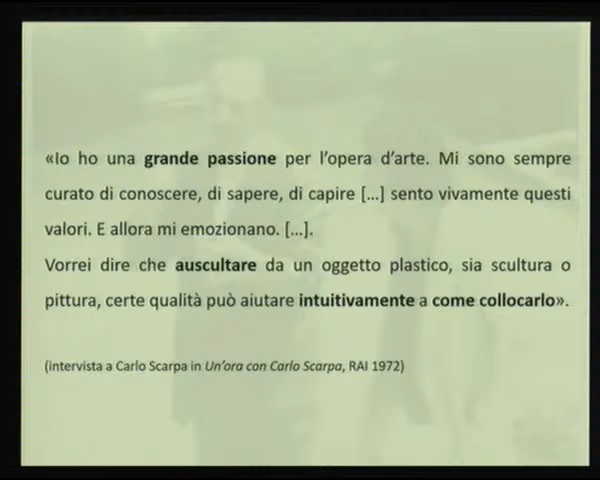 «Io ho una grande passione per l'opera d'arte. Mi sono sempre
curato di conoscere, di sapere, di capire [...] sento vivamente questi
valori. E allora mi emozionano. [...].
Vorrei dire che auscultare da un oggetto plastico, sia scultura o
pittura, certe qualità può aiutare intuitivamente a come collocarlo».
(intervista a Carlo Scarpa in Un'ora con Carlo Scarpa, RAI 1972)